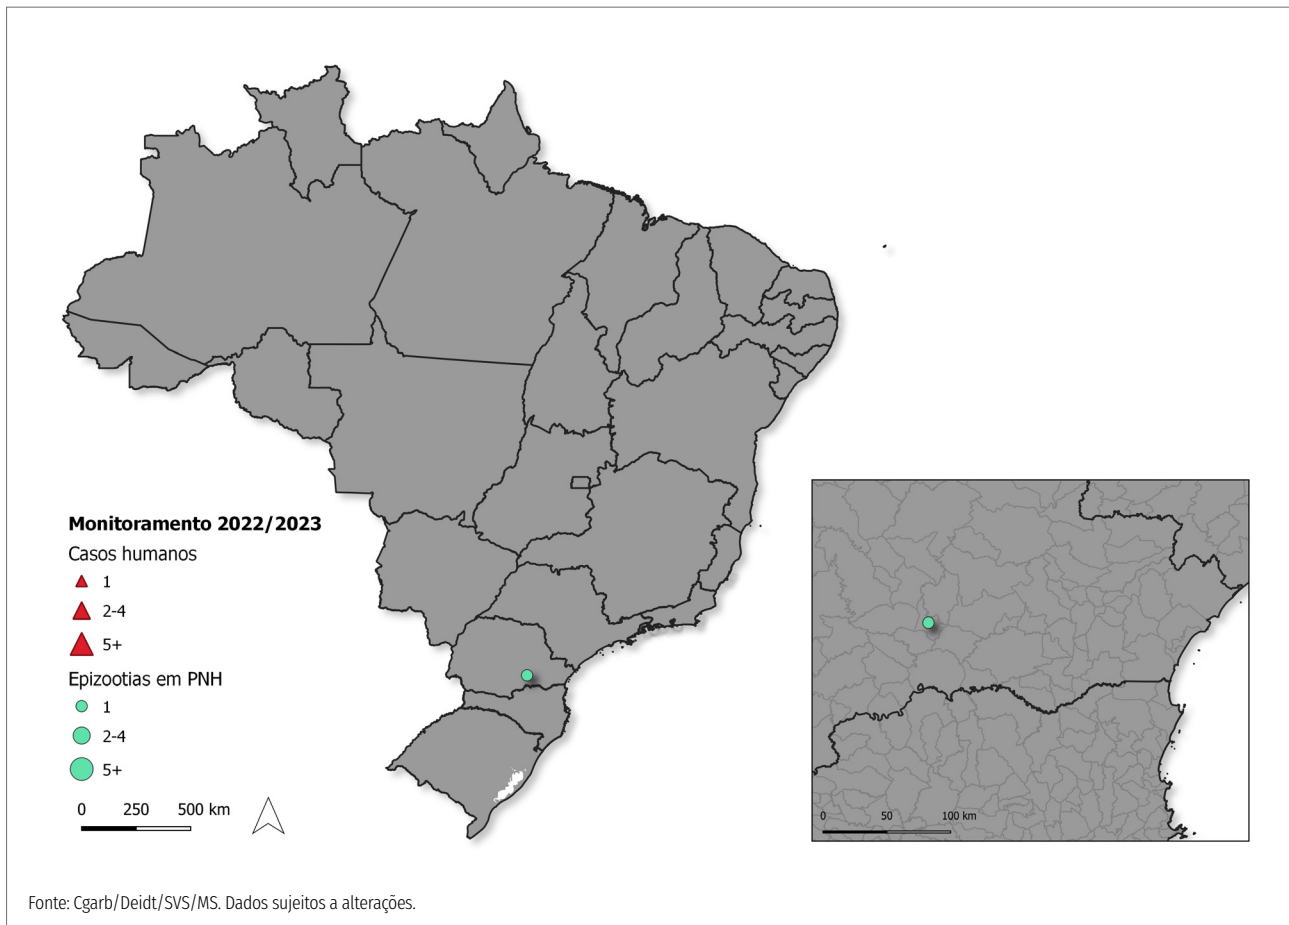 Monitoramento 2022/2023
Casos humanos
1
2-4
5+
Epizootias em PNH
1
2-4
5+
0 250 500 km
0 50 100 km
Fonte: Cgarb/Deidt/SVS/MS. Dados sujeitos a alterações.